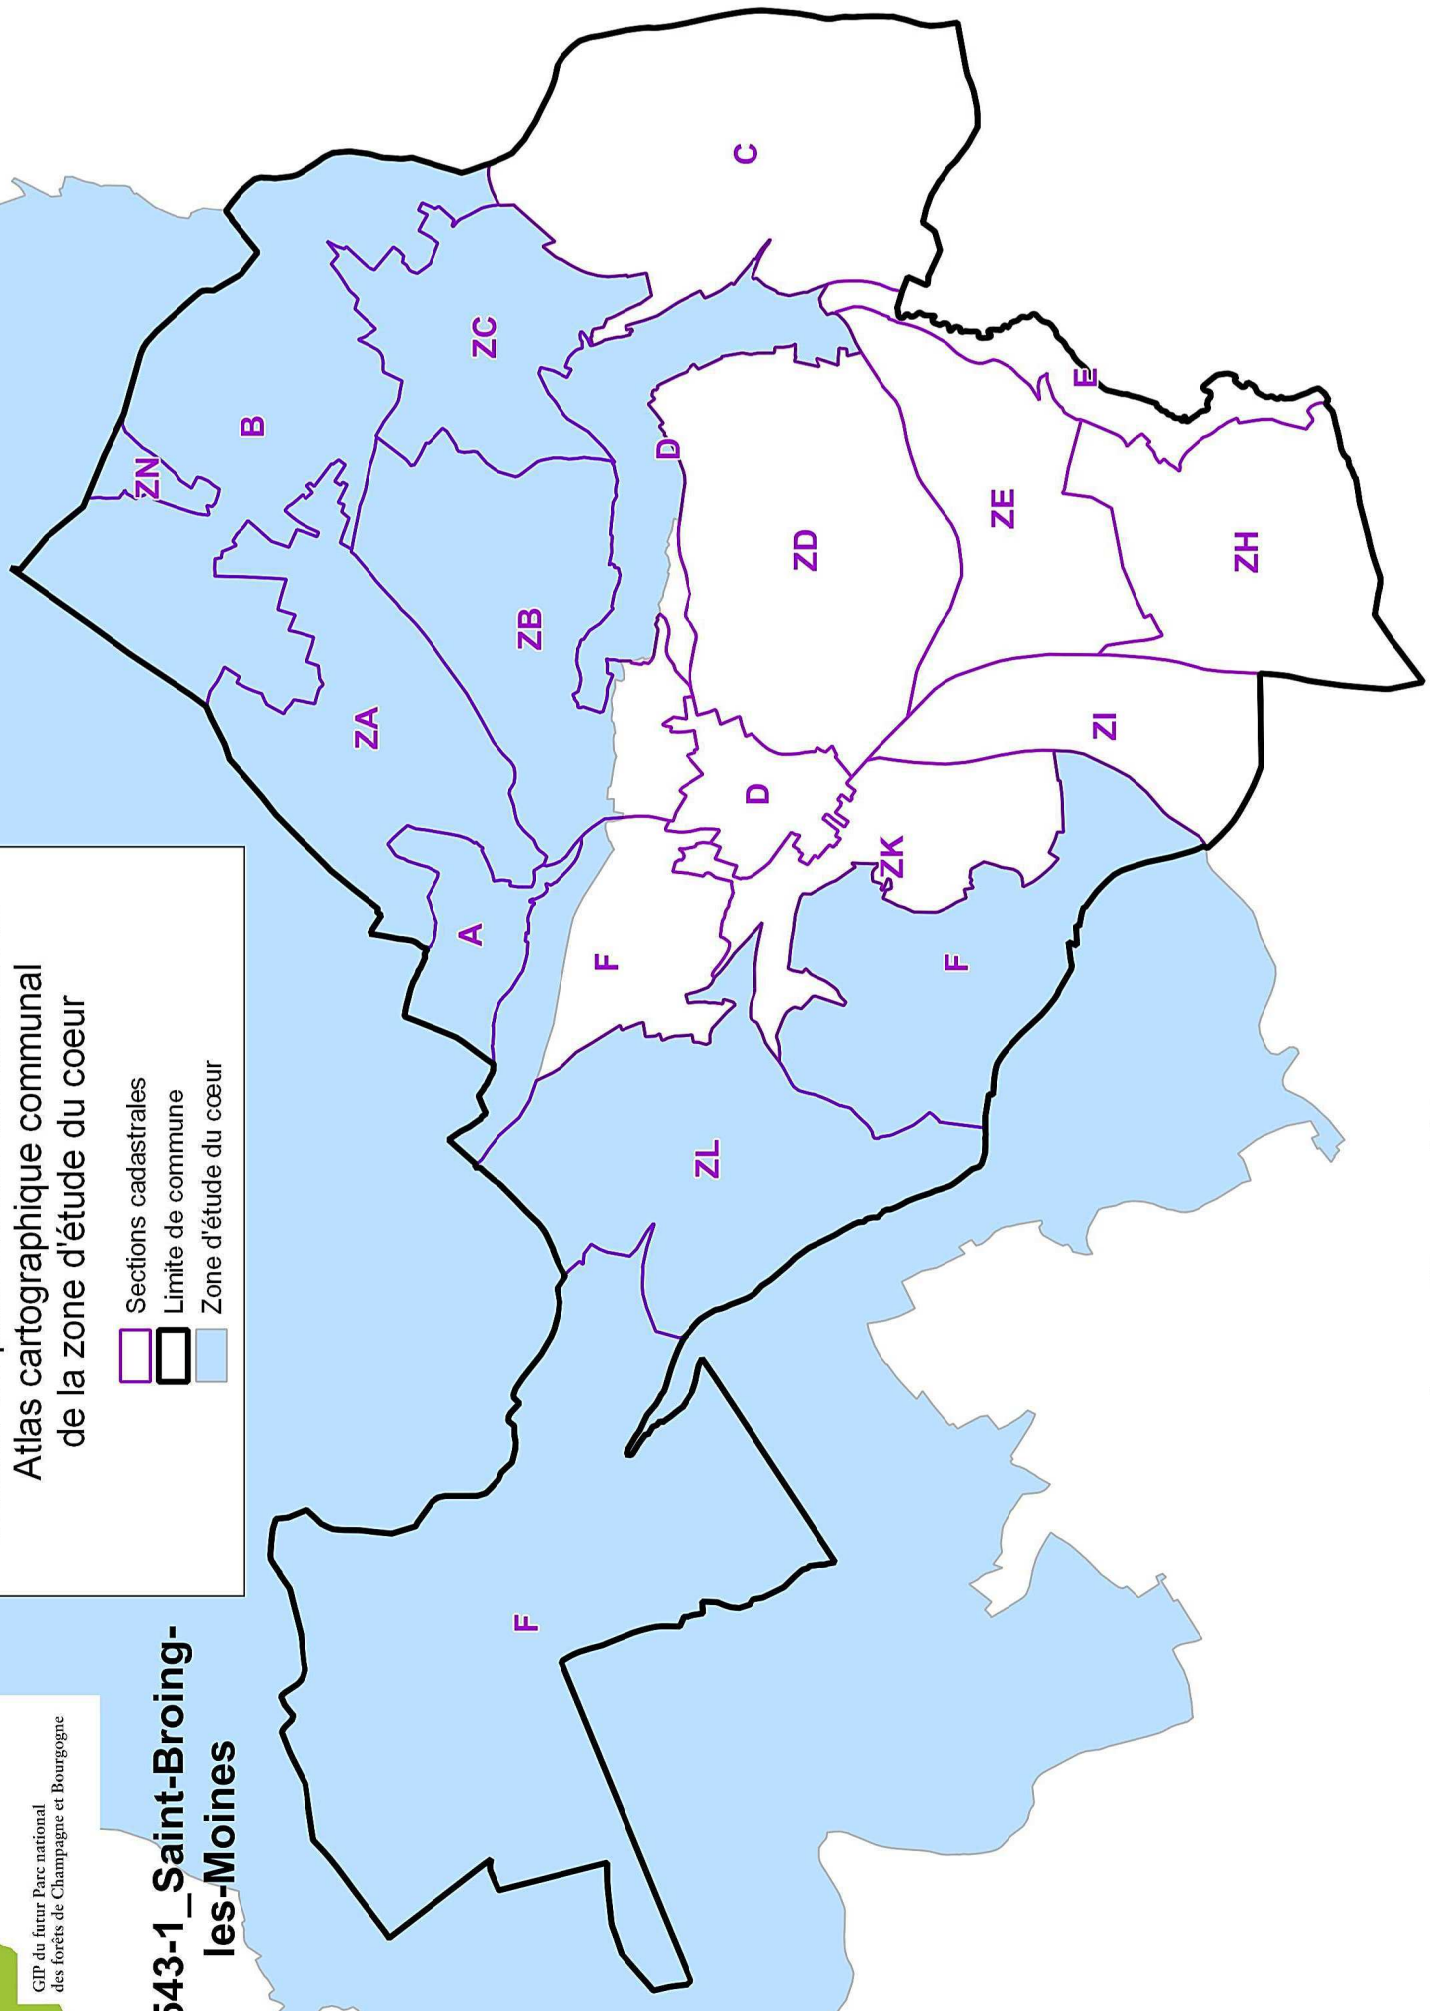 GIP du futur Parc national
des forêts de Champagne et Bourgogne
543-1_Saint-Broing-
les-Moines
Atlas cartographique communal
de la zone d'étude du coeur
Sections cadastrales
Limite de commune
Zone d'étude du cœur
F
ZL
F
F
A
ZK
D
ZA
ZI
ZB
ZD
ZH
ZE
ZN
D
B
E
ZC
C